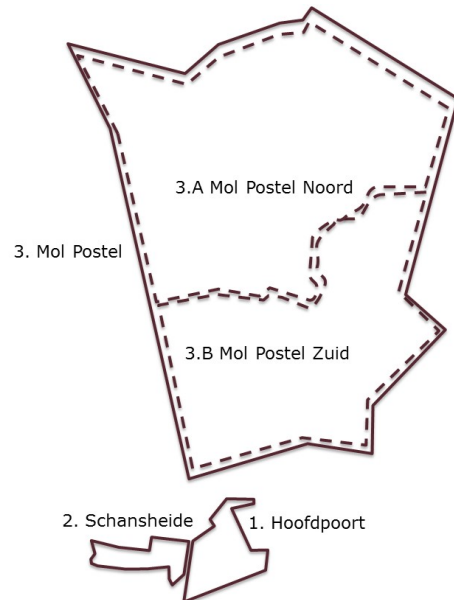 3.A Mol Postel Noord
3. Mol Postel
3.B Mol Postel Zuid
2. Schansheide
1. Hoofdpoort